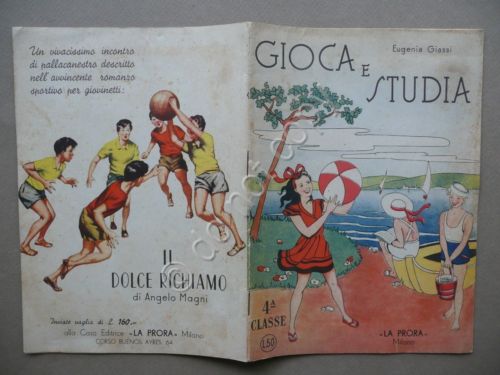 Un vivacissimo incontro
di pallacanestro descritto
nell'avvincente romanzo
sportivo per giovinetti:
IL
DOLCE RICHIAMO
di Angelo Magni
Inviate vaglia di £. 160,-
alla Casa Editrice "LA PRORA" Milano
CORSO BUENOS AYRES, 64
Eugenia Giassi
GIOCA E
STUDIA
4ª
CLASSE
L.50
"LA PRORA"
Milano